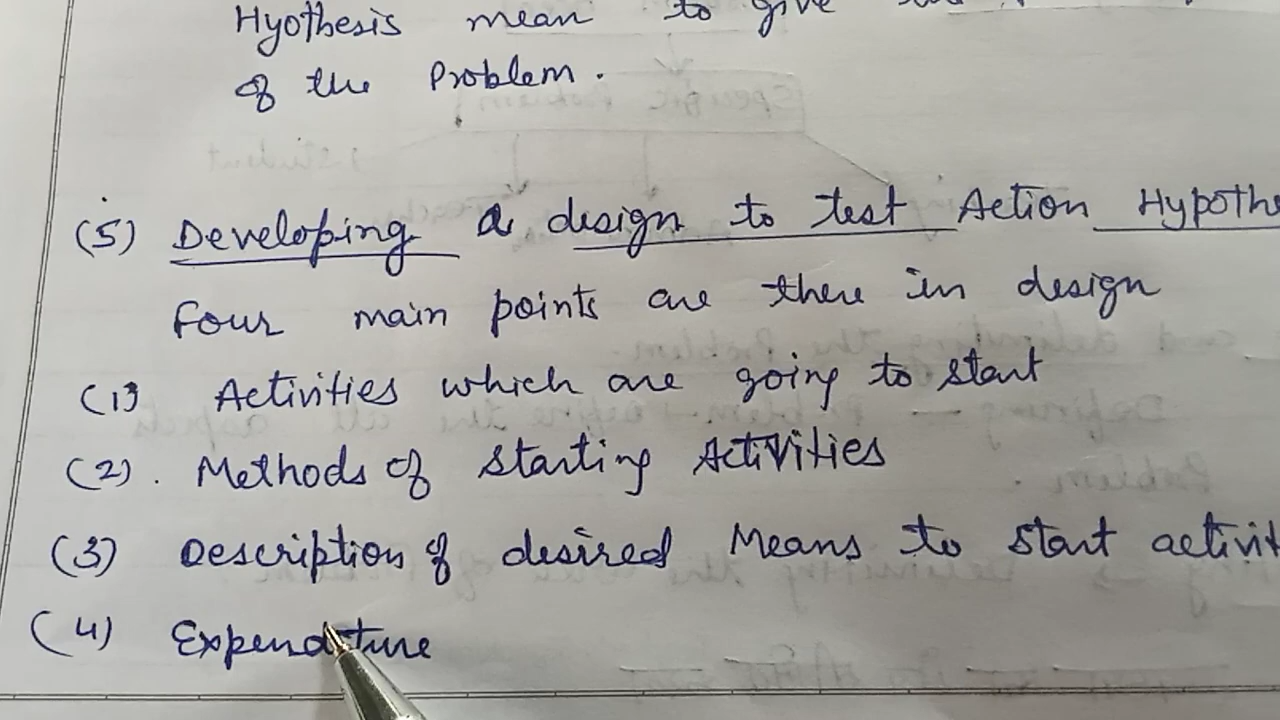 Hyothesis mean to give
of the Problem.
(5) Developing a design to test Action Hypothe
Four main points are there in design
(1) Activities which are going to start
(2). Methods of starting Activities
(3) Description of desired Means to start activit
(4) Expenditure